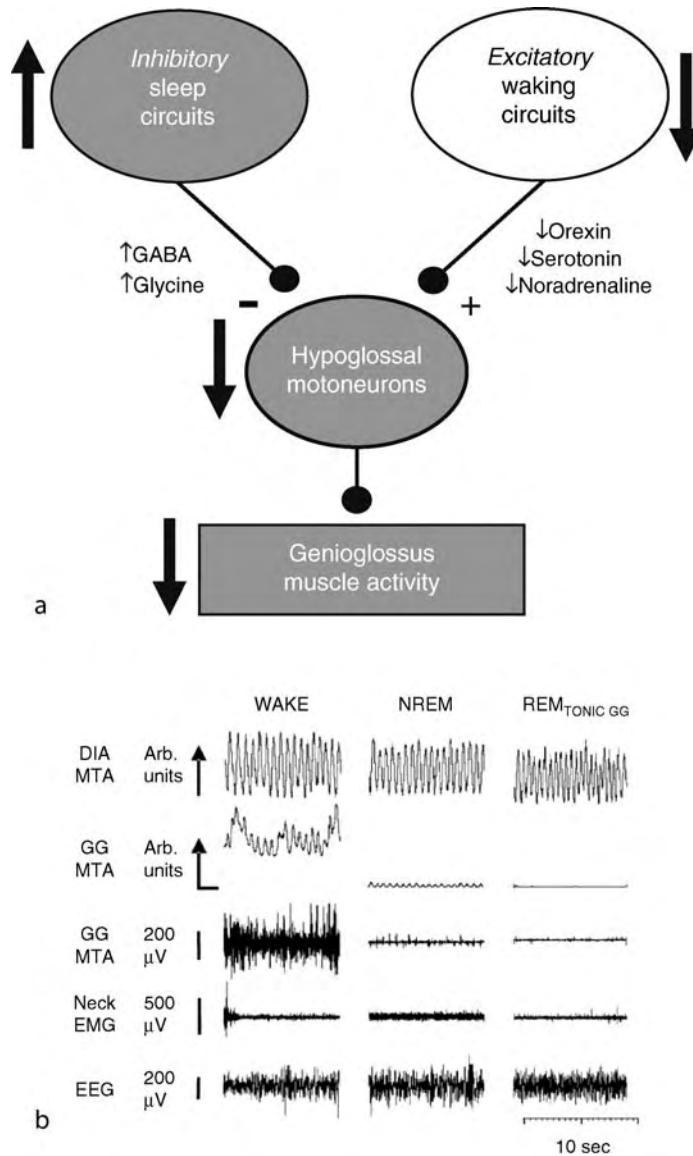 Inhibitory
sleep
circuits
Excitatory
waking
circuits
↑GABA
↑Glycine
↓Orexin
↓Serotonin
↓Noradrenaline
-
+
Hypoglossal
motoneurons
Genioglossus
muscle activity
a
WAKE NREM REM TONIC GG
DIA Arb.
MTA units
GG Arb.
MTA units
GG 200
MTA μV
Neck 500
EMG μV
EEG 200
μV
b
10 sec